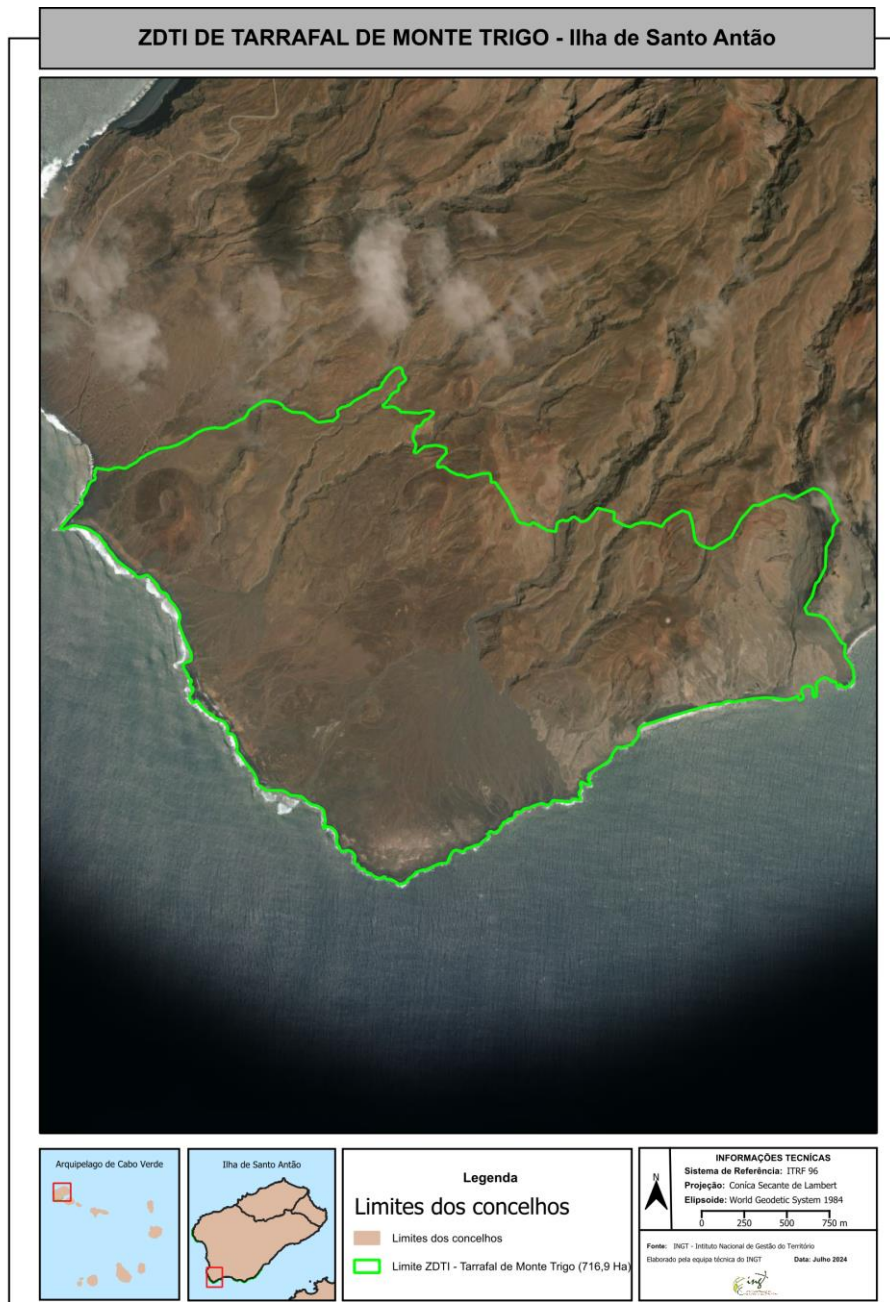 ZDTI DE TARRAFAL DE MONTE TRIGO - Ilha de Santo Antão
Arquipelago de Cabo Verde
Ilha de Santo Antão
Legenda
Limites dos concelhos
Limites dos concelhos
Limite ZDTI - Tarrafal de Monte Trigo (716,9 Ha)
N
INFORMAÇÕES TECNICAS
Sistema de Referência: ITRF 96
Projeção: Coníca Secante de Lambert
Elipsoide: World Geodetic System 1984
0 250 500 750 m
Fonte: INGT - Intituto Nacional de Gestão do Território
Elaborado pela equipa técnica do INGT Data: Julho 2024
ingt